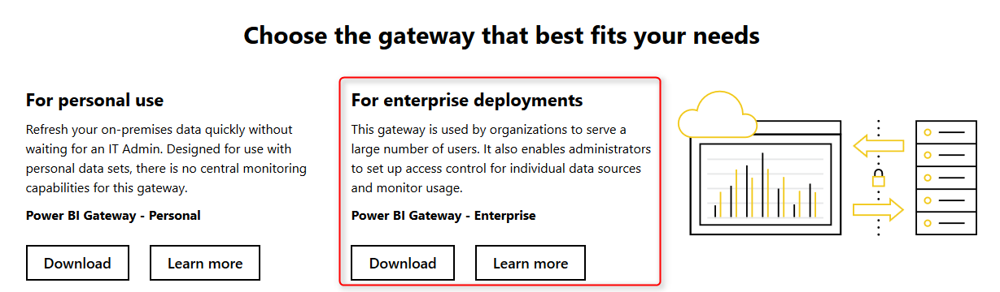 Choose the gateway that best fits your needs
For personal use
Refresh your on-premises data quickly without
waiting for an IT Admin. Designed for use with
personal data sets, there is no central monitoring
capabilities for this gateway.
Power BI Gateway - Personal
Download
Learn more
For enterprise deployments
This gateway is used by organizations to serve a
large number of users. It also enables administrators
to set up access control for individual data sources
and monitor usage.
Power BI Gateway - Enterprise
Download
Learn more